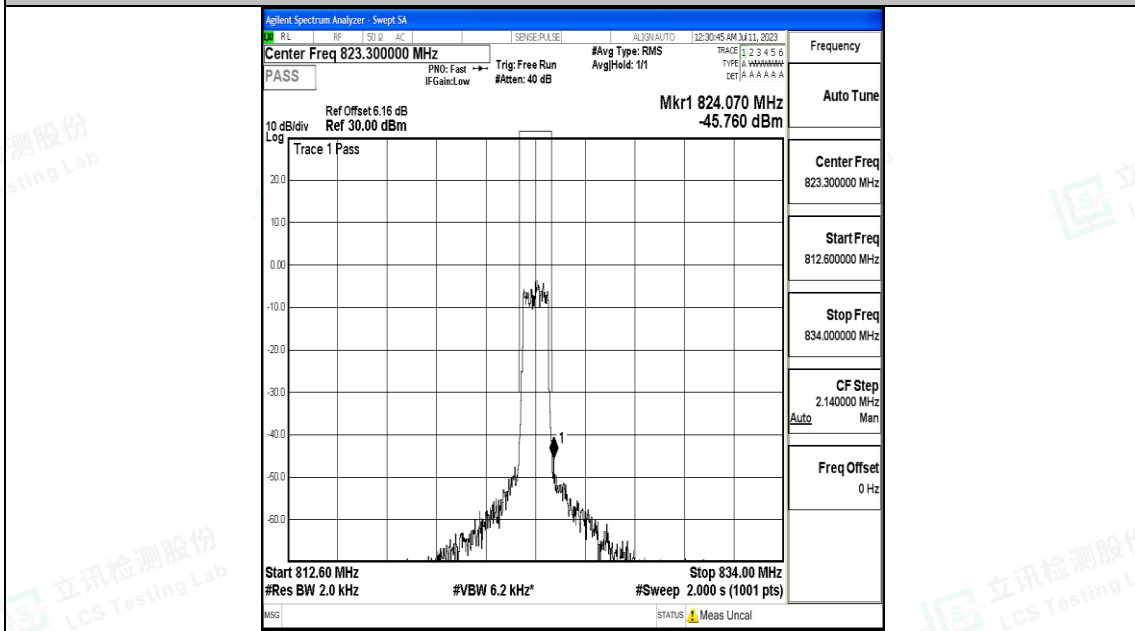 Agilent Spectrum Analyzer - Swept SA
RL RF 50 Ω AC SENSE:PULSE ALIGNAUTO 12:30:45 AM Jul 11, 2023
Center Freq 823.300000 MHz
PASS
PNO: Fast
IFGain:Low
Trig: Free Run
#Atten: 40 dB
#Avg Type: RMS
Avg|Hold: 1/1
TRACE 1 2 3 4 5 6
TYPE A WWWWW
DET A A A A A A
Ref Offset 6.16 dB
10 dB/div Ref 30.00 dBm
Log
Mkr1 824.070 MHz
-45.760 dBm
Trace 1 Pass
20.0
10.0
0.00
-10.0
-20.0
-30.0
-40.0
-50.0
-60.0
1
Start 812.60 MHz Stop 834.00 MHz
#Res BW 2.0 kHz #VBW 6.2 kHz* #Sweep 2.000 s (1001 pts)
MSG STATUS Meas Uncal
Frequency
Auto Tune
Center Freq
823.300000 MHz
Start Freq
812.600000 MHz
Stop Freq
834.000000 MHz
CF Step
2.140000 MHz
Auto Man
Freq Offset
0 Hz
测股份
sting Lab
立
立讯检测股份
LCS Testing Lab
立讯检测股份
LCS Testing L